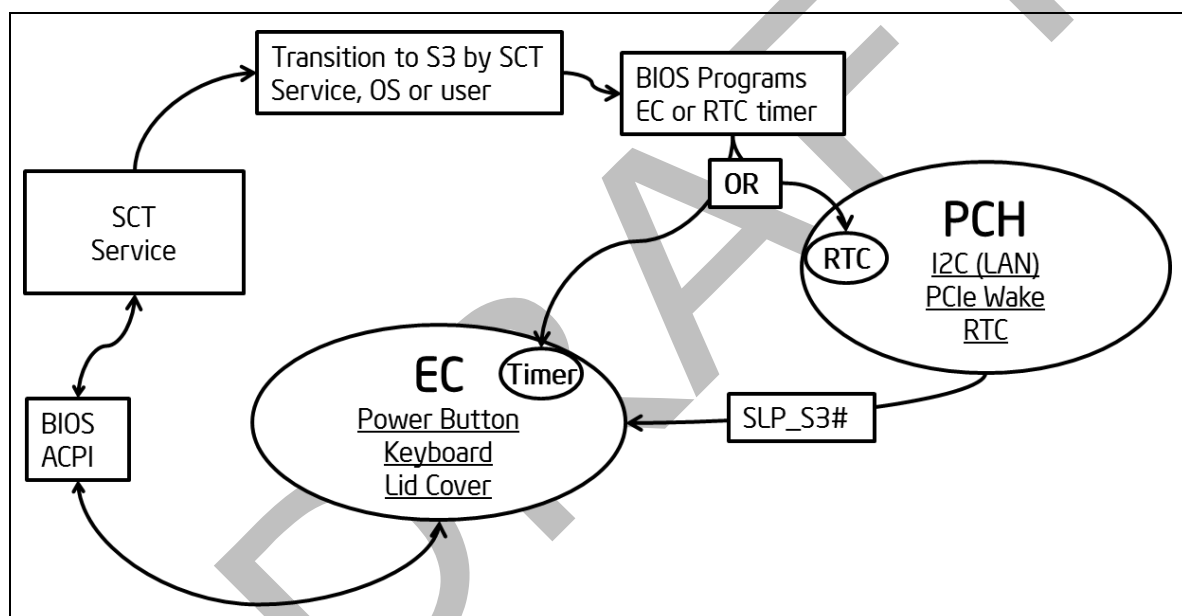 Transition to S3 by SCT
Service, OS or user
BIOS Programs
EC or RTC timer
OR
SCT
Service
PCH
RTC
I2C (LAN)
PCIe Wake
RTC
EC
Timer
Power Button
Keyboard
Lid Cover
SLP_S3#
BIOS
ACPI
DRAFT